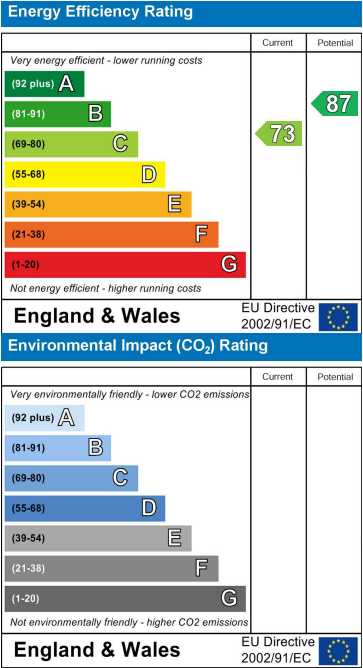 Energy Efficiency Rating
Current Potential
Very energy efficient - lower running costs
(92 plus) A
87
(81-91) B
(69-80) C
73
(55-68) D
(39-54) E
(21-38) F
(1-20) G
Not energy efficient - higher running costs
England & Wales
EU Directive
2002/91/EC
Environmental Impact (CO₂) Rating
Current Potential
Very environmentally friendly - lower CO2 emissions
(92 plus) A
(81-91) B
(69-80) C
(55-68) D
(39-54) E
(21-38) F
(1-20) G
Not environmentally friendly - higher CO2 emissions
England & Wales
EU Directive
2002/91/EC